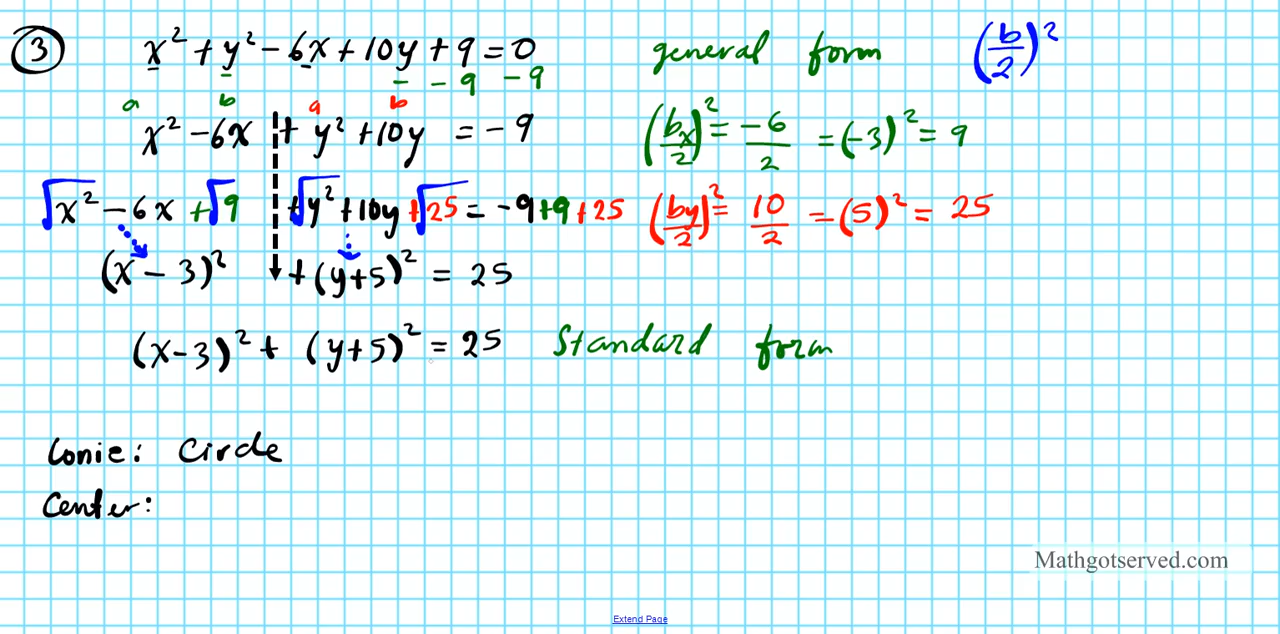 ③ x² + y² - 6x + 10y + 9 = 0 general form (b/2)²
- 9 - 9
a b a b
x² - 6x + y² + 10y = - 9 (bx/2)² = -6/2 = (-3)² = 9
√x² - 6x + √9 + √y² + 10y + √25 = -9 + 9 + 25 (by/2)² = 10/2 = (5)² = 25
(x - 3)² + (y + 5)² = 25
(x - 3)² + (y + 5)² = 25 Standard form
Conic: Circle
Center:
Mathgotserved.com
Extend Page